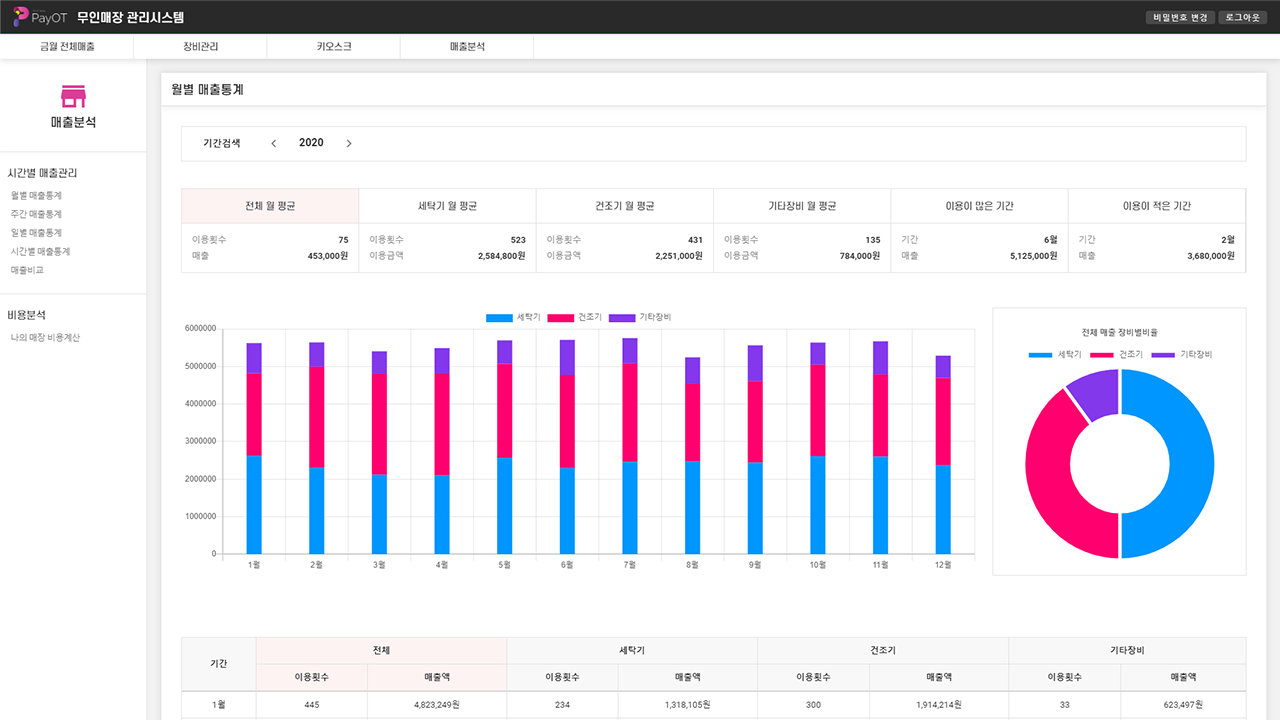 PayOT 무인매장 관리시스템
비밀번호 변경 로그아웃
금월 전체매출 장비관리 키오스크 매출분석
매출분석
시간별 매출관리
월별 매출통계
주간 매출통계
일별 매출통계
시간별 매출통계
매출비교
비용분석
나의 매장 비용계산
월별 매출통계
기간검색 2020
전체 월 평균 세탁기 월 평균 건조기 월 평균 기타장비 월 평균 이용이 많은 기간 이용이 적은 기간
이용횟수 75 이용횟수 523 이용횟수 431 이용횟수 135 기간 6월 기간 2월
매출 453,000원 이용금액 2,584,800원 이용금액 2,251,000원 이용금액 784,000원 매출 5,125,000원 매출 3,680,000원
세탁기 건조기 기타장비
6000000
5000000
4000000
3000000
2000000
1000000
0
1월 2월 3월 4월 5월 6월 7월 8월 9월 10월 11월 12월
전체 매출 장비별비율
세탁기 건조기 기타장비
기간 전체 세탁기 건조기 기타장비
이용횟수 매출액 이용횟수 매출액 이용횟수 매출액 이용횟수 매출액
1월 445 4,823,249원 234 1,318,105원 300 1,914,214원 33 623,497원